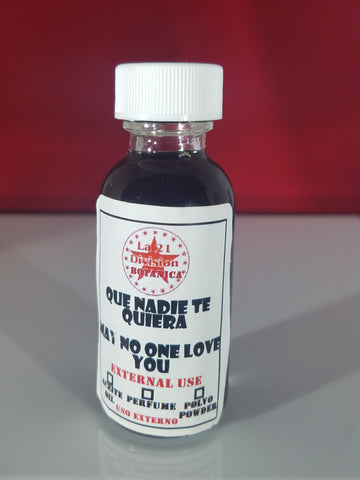 La 21
División
BOTANICA
QUE NADIE TE
QUIERA
MAY NO ONE LOVE
YOU
EXTERNAL USE
ACEITE PERFUME POLVO
OIL POWDER
USO EXTERNO